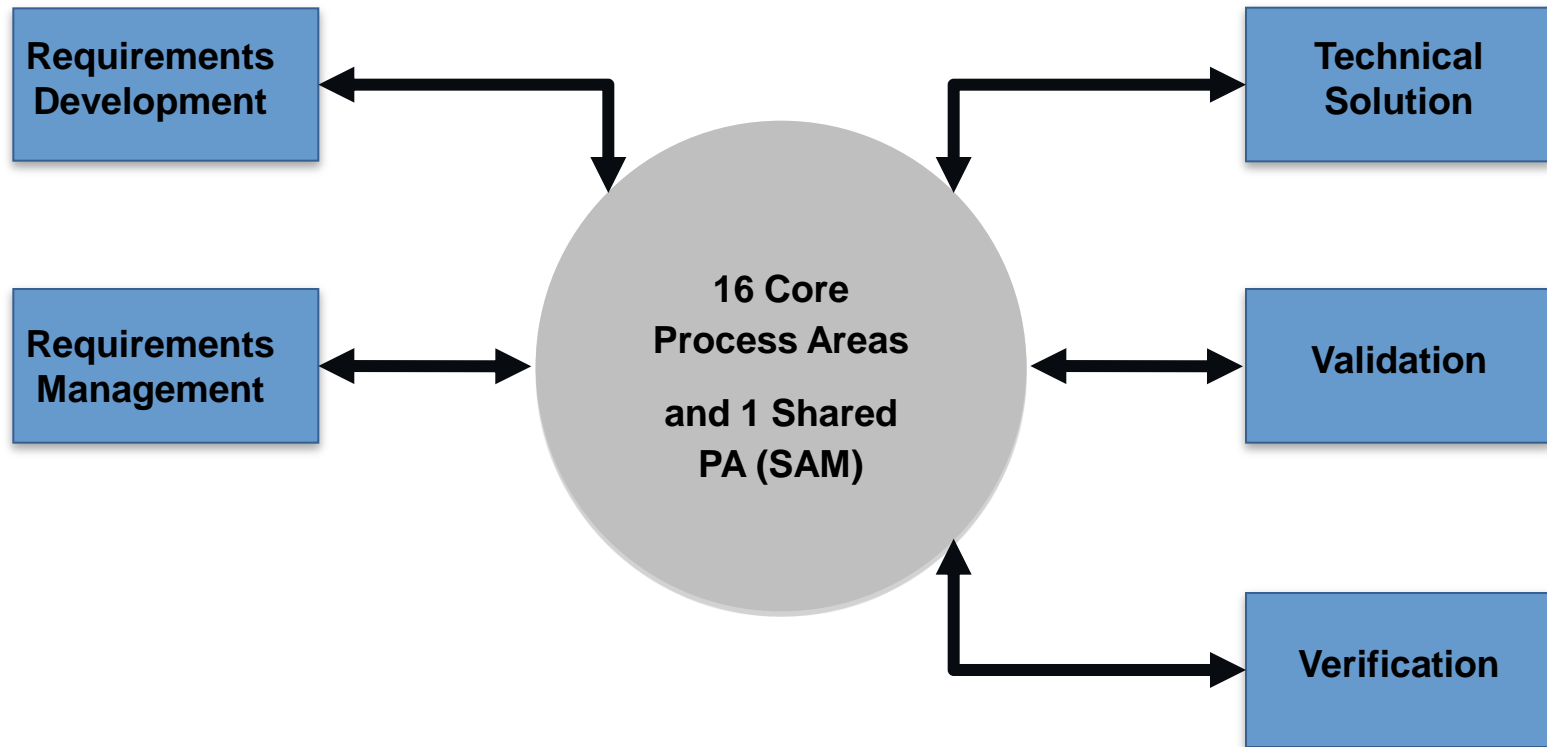 Requirements
Development
Technical
Solution
16 Core
Process Areas
and 1 Shared
PA (SAM)
Requirements
Management
Validation
Verification